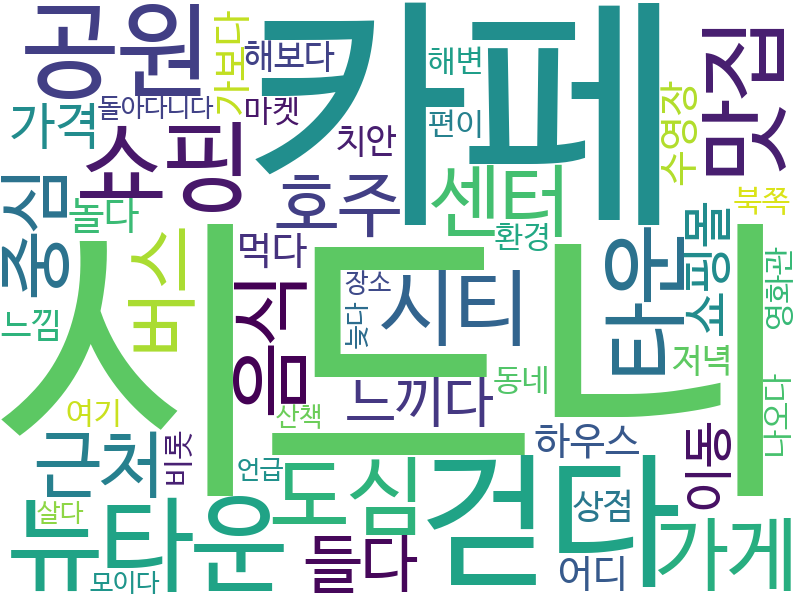 공원
가보다
해보다
카페
해변
맛집
돌아다니다
마켓
가격
쇼핑
치안
편이
수영장
중심
놀다
호주
센터
북쪽
버스
먹다
환경
타운
쇼핑몰
시드니
음식
장소
시티
영화관
느낌
늦다
저녁
여기
느끼다
동네
나오다
산책
근처
비롯
하우스
이동
언급
도심
걷다
상점
뉴타운
살다
들다
어디
가게
모이다